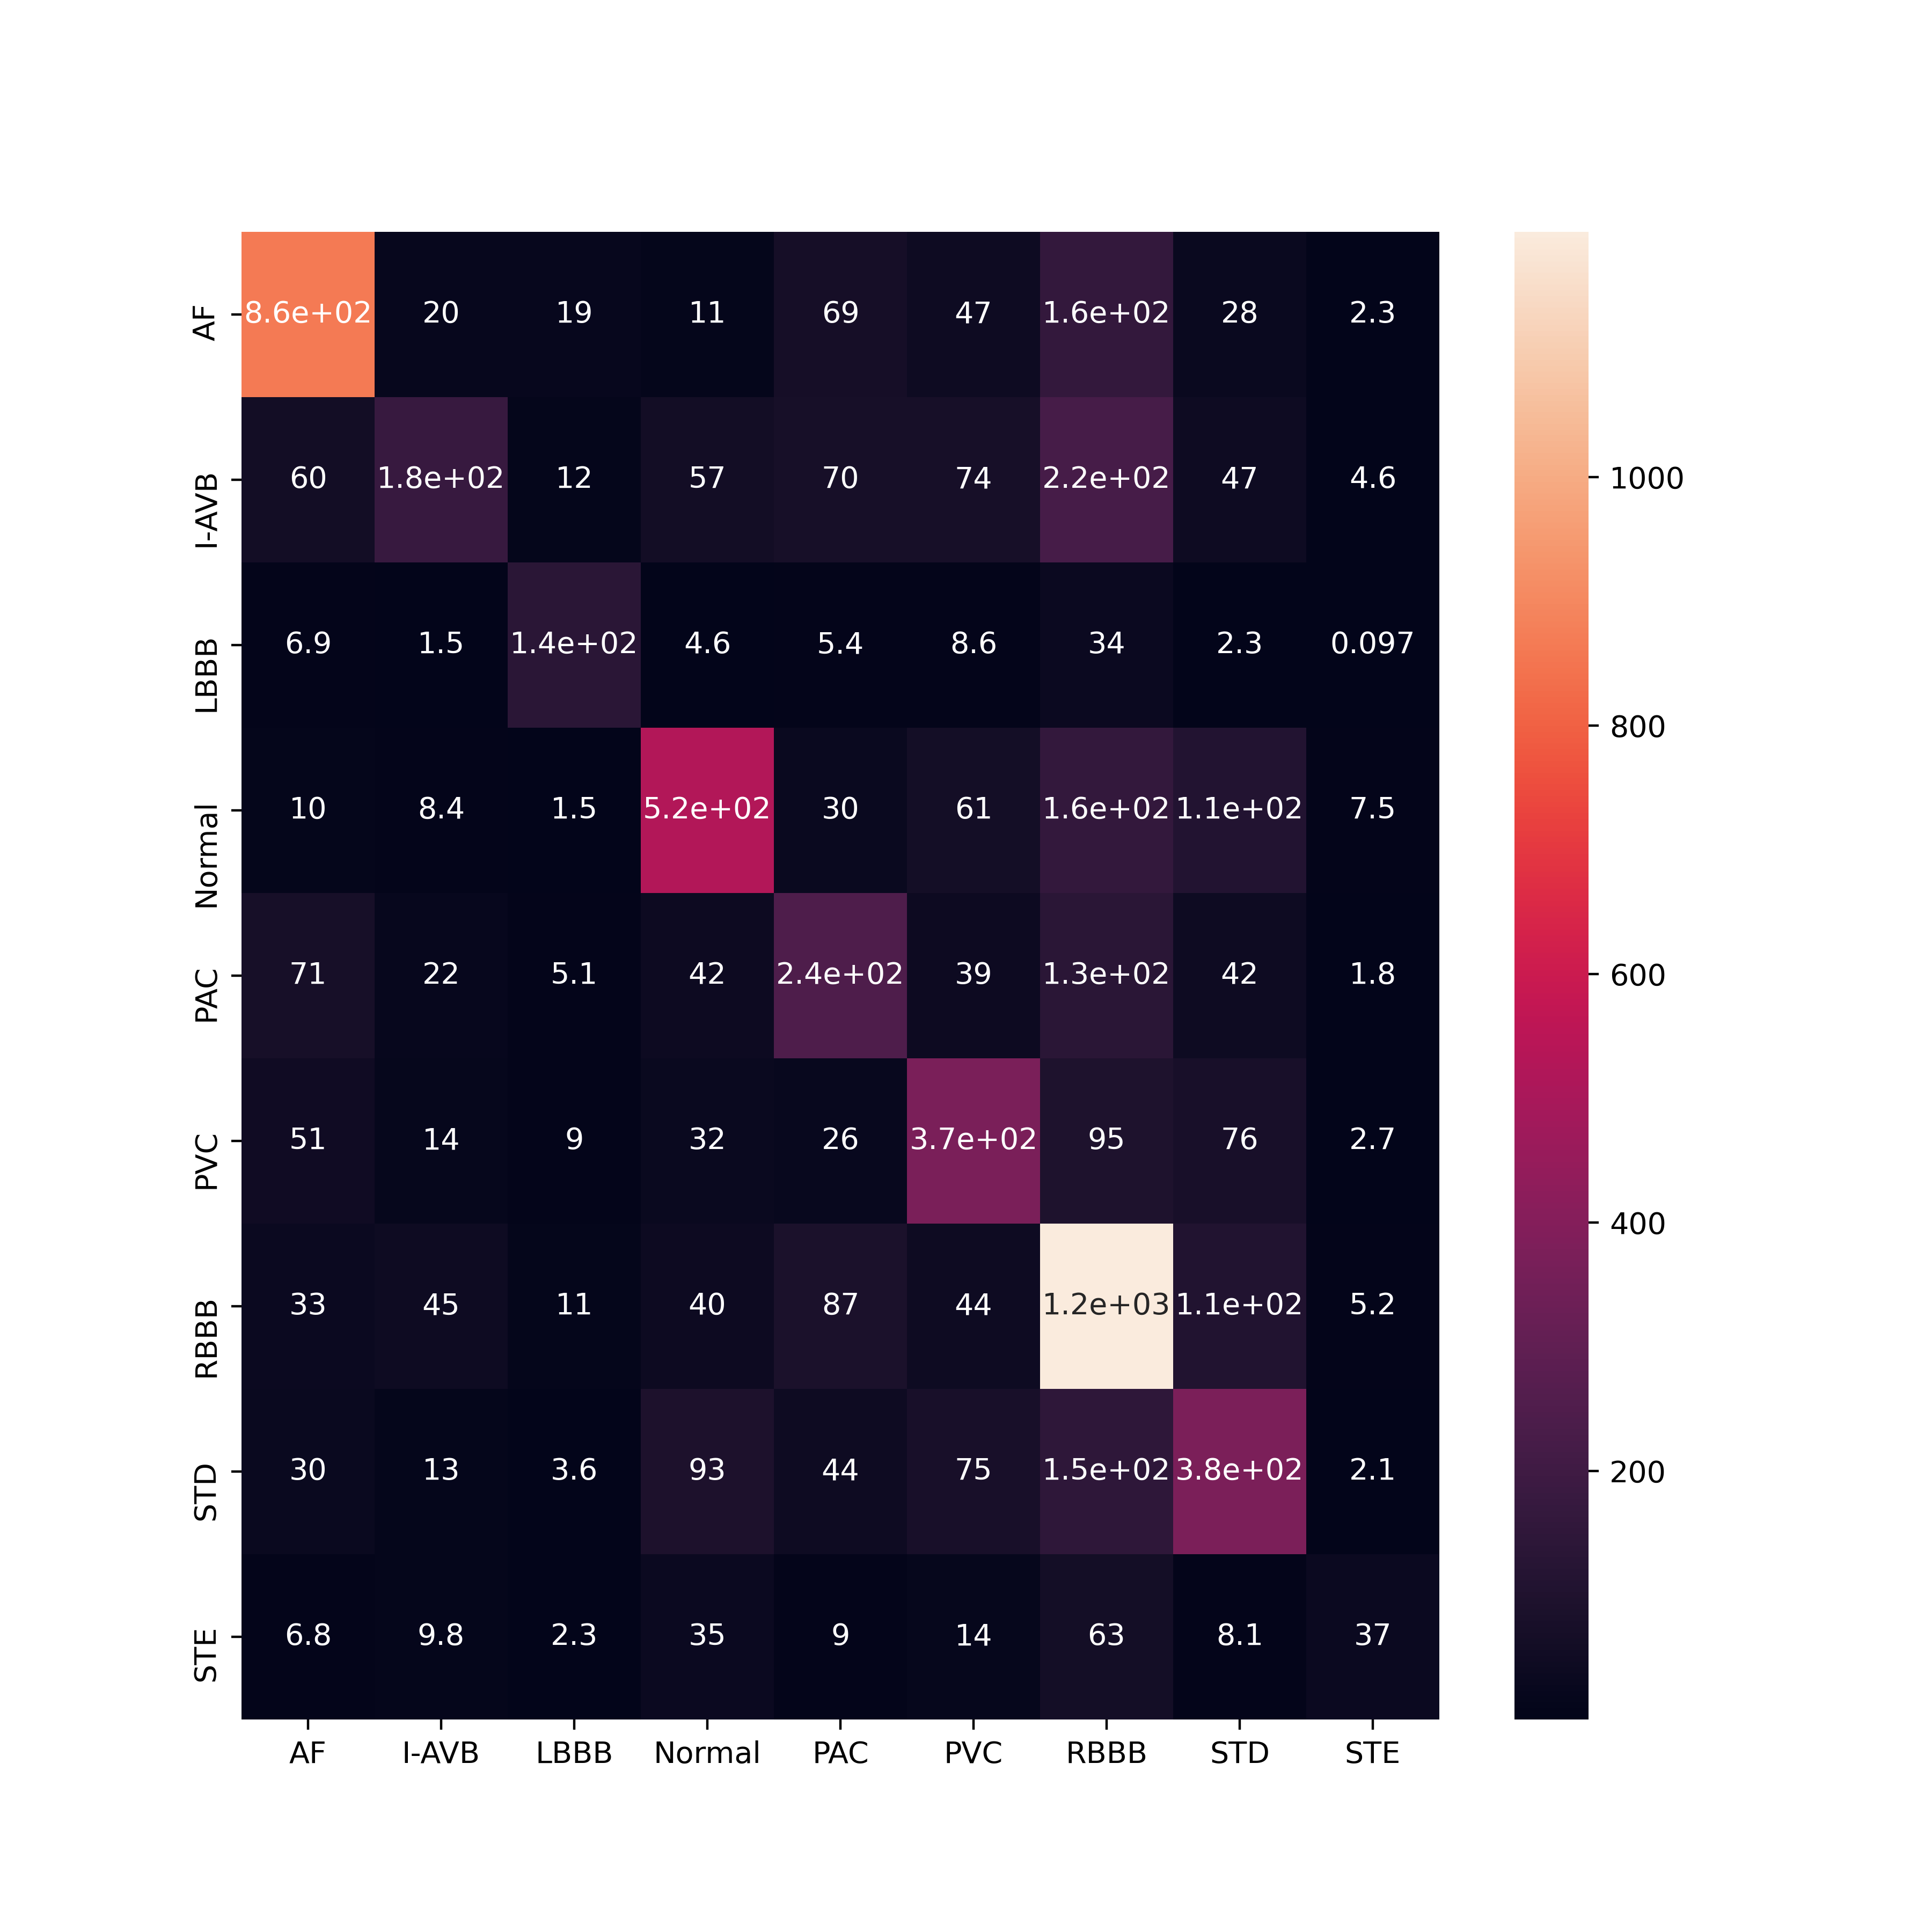 AF 8.6e+02 20 19 11 69 47 1.6e+02 28 2.3
I-AVB 60 1.8e+02 12 57 70 74 2.2e+02 47 4.6
LBBB 6.9 1.5 1.4e+02 4.6 5.4 8.6 34 2.3 0.097
Normal 10 8.4 1.5 5.2e+02 30 61 1.6e+02 1.1e+02 7.5
PAC 71 22 5.1 42 2.4e+02 39 1.3e+02 42 1.8
PVC 51 14 9 32 26 3.7e+02 95 76 2.7
RBBB 33 45 11 40 87 44 1.2e+03 1.1e+02 5.2
STD 30 13 3.6 93 44 75 1.5e+02 3.8e+02 2.1
STE 6.8 9.8 2.3 35 9 14 63 8.1 37
AF I-AVB LBBB Normal PAC PVC RBBB STD STE
1000
800
600
400
200